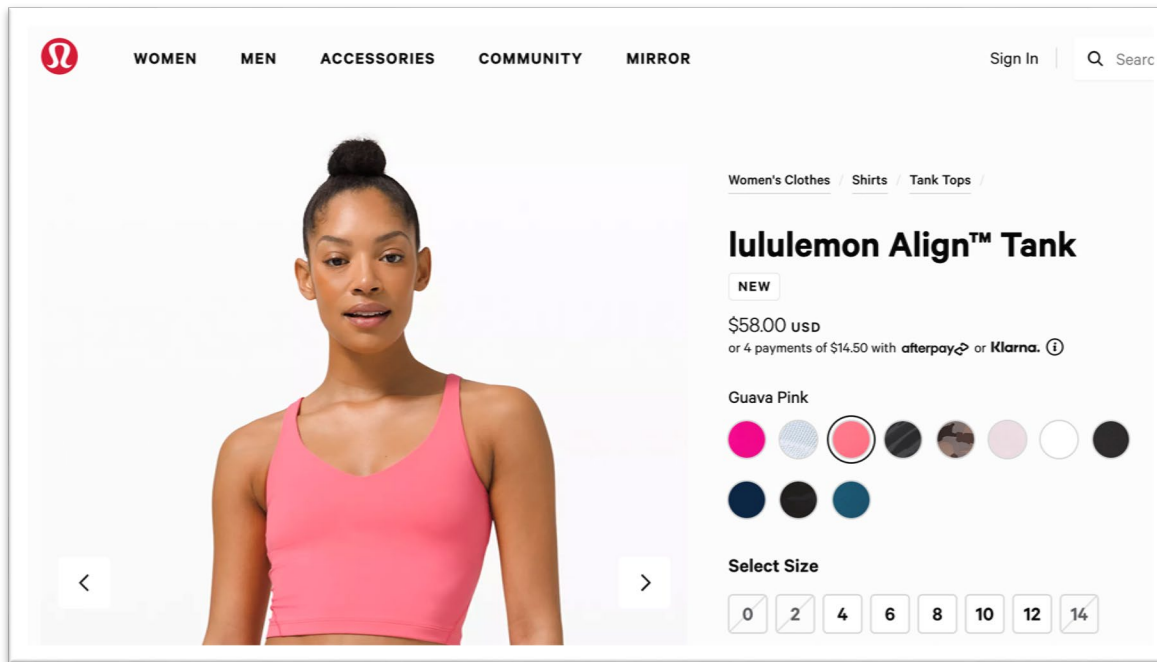 WOMEN MEN ACCESSORIES COMMUNITY MIRROR Sign In Searc
Women's Clothes / Shirts / Tank Tops /
lululemon Align™ Tank
NEW
$58.00 USD
or 4 payments of $14.50 with afterpay or Klarna. i
Guava Pink
Select Size
0 2 4 6 8 10 12 14